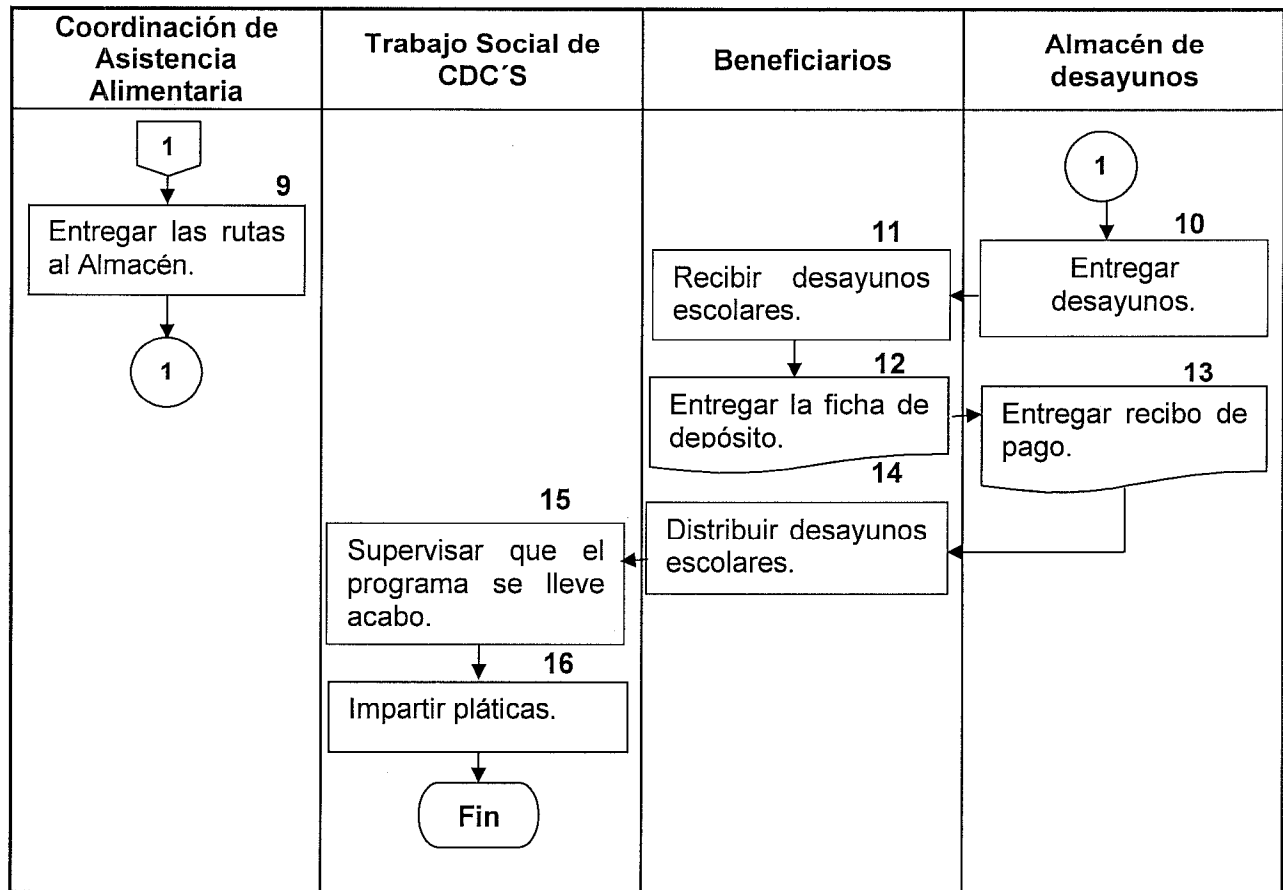 Coordinación de
Asistencia
Alimentaria
Trabajo Social de
CDC´S
Beneficiarios
Almacén de
desayunos
1
9
Entregar las rutas
al Almacén.
1
1
10
Entregar
desayunos.
11
Recibir desayunos
escolares.
12
Entregar la ficha de
depósito.
13
Entregar recibo de
pago.
14
Distribuir desayunos
escolares.
15
Supervisar que el
programa se lleve
acabo.
16
Impartir pláticas.
Fin